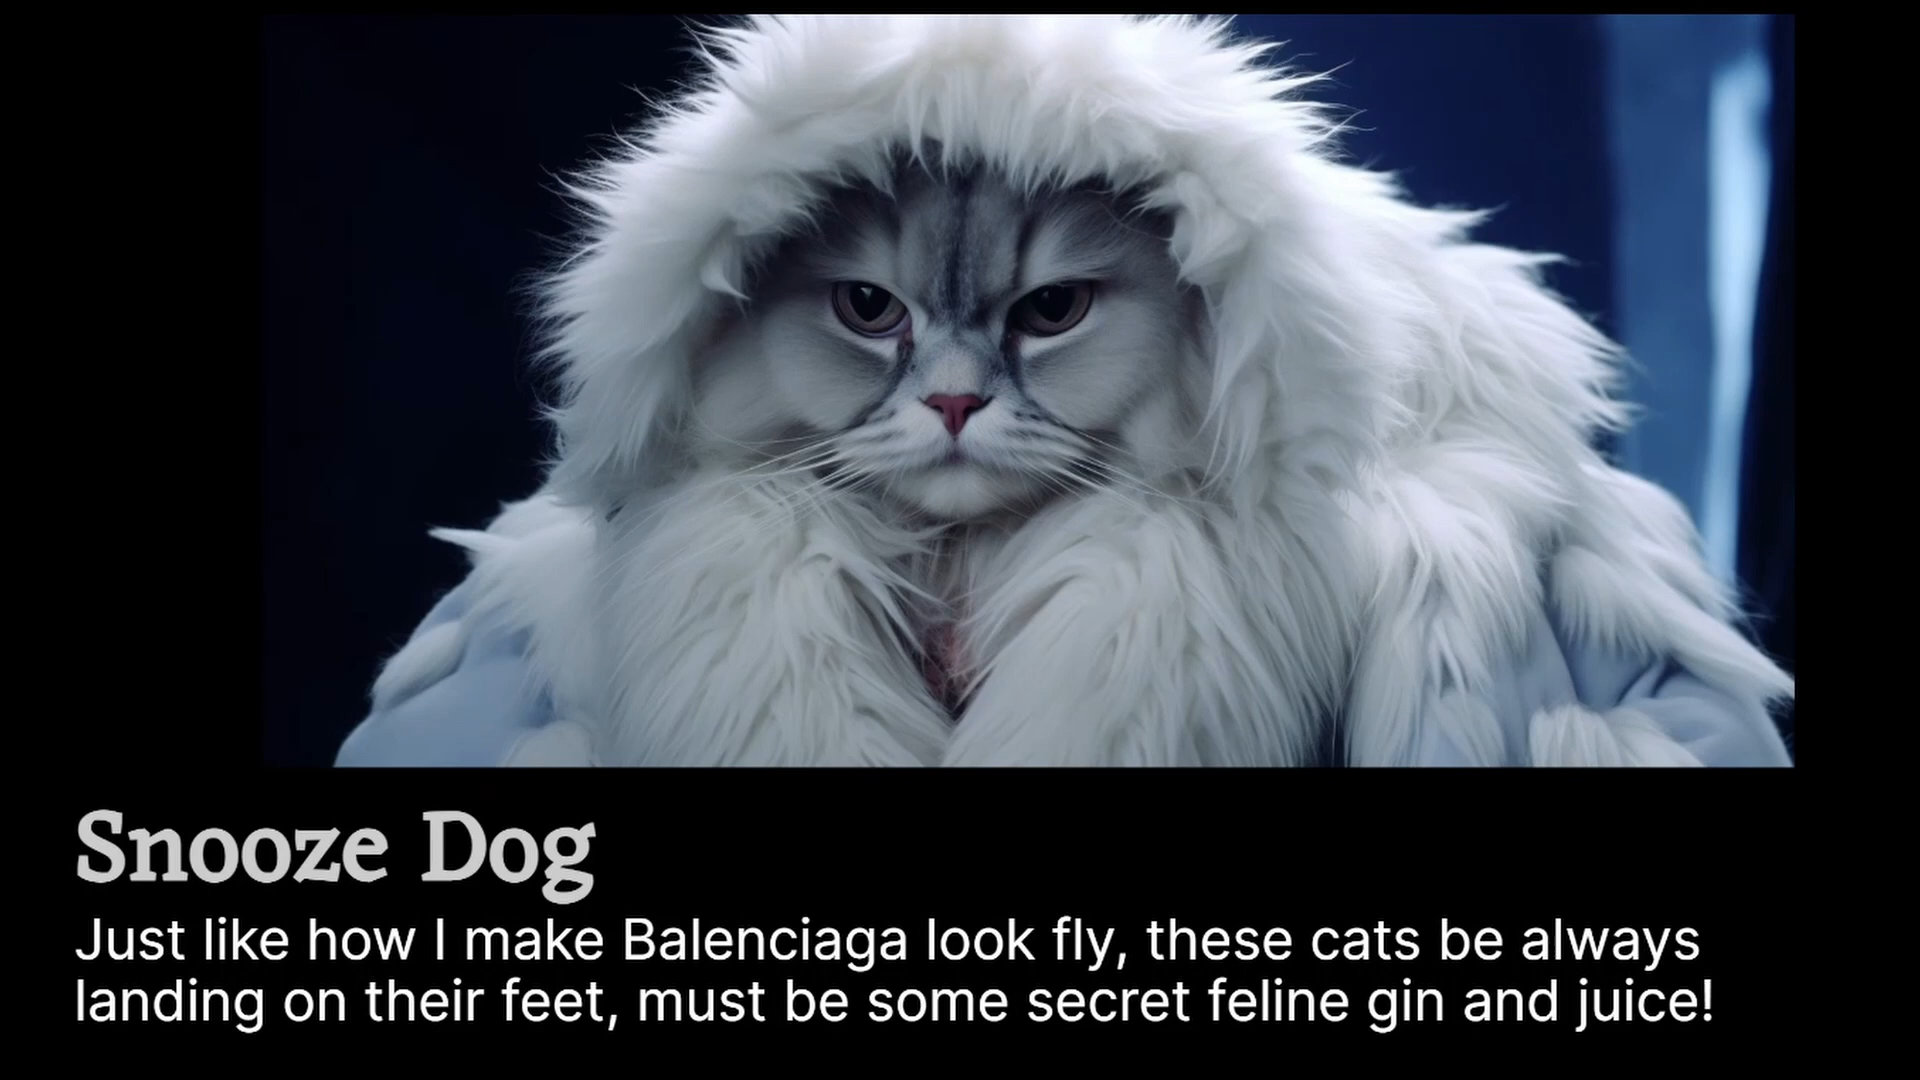 Snooze Dog
Just like how I make Balenciaga look fly, these cats be always
landing on their feet, must be some secret feline gin and juice!